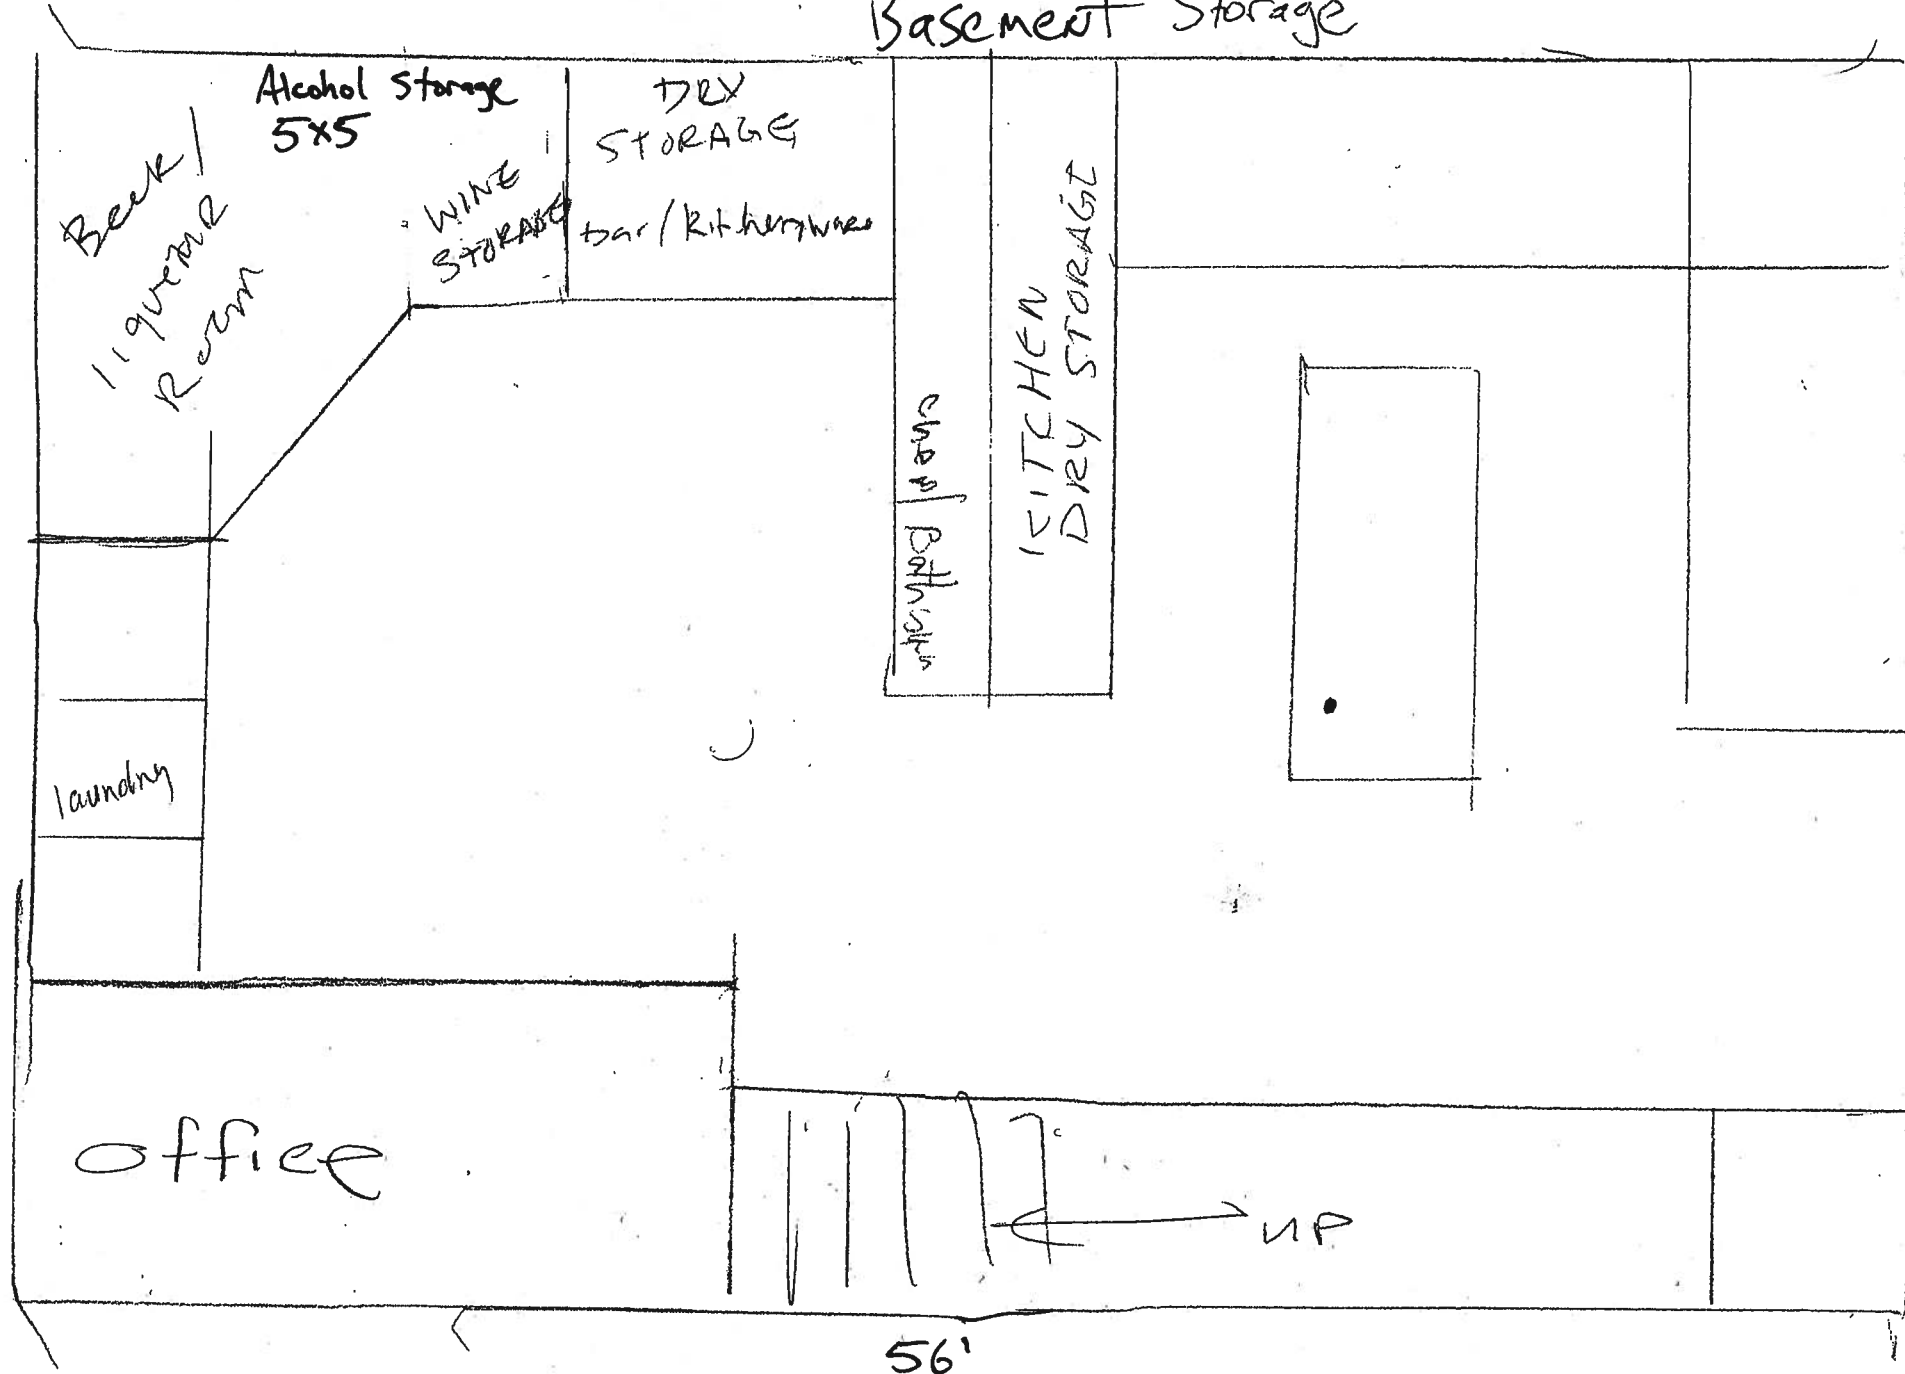 Basement Storage
Alcohol Storage
5x5
Beer/
liquor
Room
WINE
STORAGE
DRY
STORAGE
bar/kitchenware
Bathroom
KITCHEN
DRY STORAGE
laundry
office
UP
56'